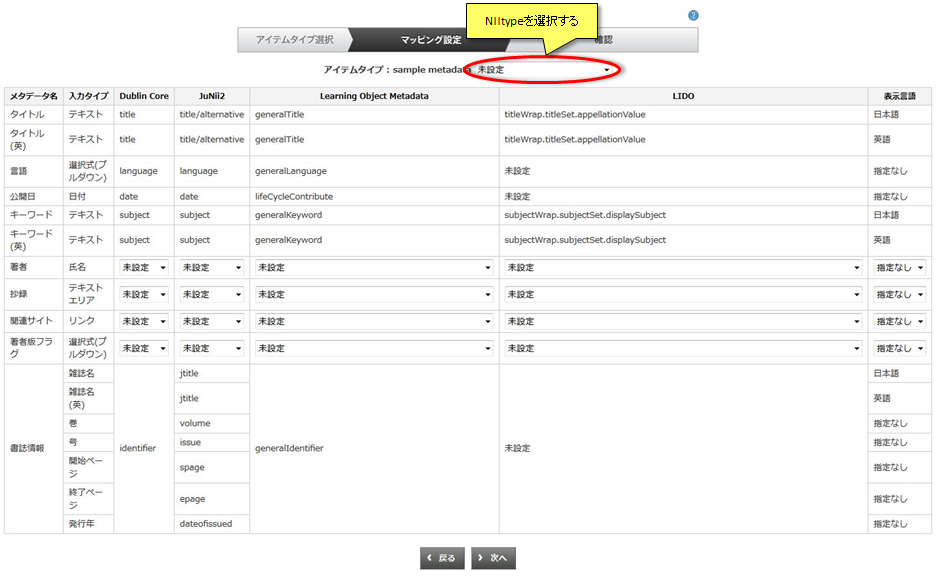 ?
NIItypeを選択する
アイテムタイプ選択 マッピング設定 確認
アイテムタイプ : sample metadata 未設定
メタデータ名 入力タイプ Dublin Core JuNii2 Learning Object Metadata LIDO 表示言語
タイトル テキスト title title/alternative generalTitle titleWrap.titleSet.appellationValue 日本語
タイトル
(英) テキスト title title/alternative generalTitle titleWrap.titleSet.appellationValue 英語
言語 選択式(プ
ルダウン) language language generalLanguage 未設定 指定なし
公開日 日付 date date lifeCycleContribute 未設定 指定なし
キーワード テキスト subject subject generalKeyword subjectWrap.subjectSet.displaySubject 日本語
キーワード
(英) テキスト subject subject generalKeyword subjectWrap.subjectSet.displaySubject 英語
著者 氏名 未設定 未設定 未設定 未設定 指定なし
抄録 テキスト
エリア 未設定 未設定 未設定 未設定 指定なし
関連サイト リンク 未設定 未設定 未設定 未設定 指定なし
著者版フラ
グ 選択式(プ
ルダウン) 未設定 未設定 未設定 未設定 指定なし
書誌情報 identifier generalIdentifier 未設定
雑誌名 jtitle 日本語
雑誌名
(英) jtitle 英語
巻 volume 指定なし
号 issue 指定なし
開始ペー
ジ spage 指定なし
終了ペー
ジ epage 指定なし
発行年 dateofissued 指定なし
戻る 次へ